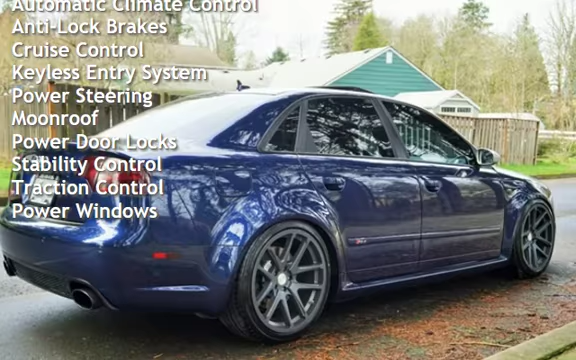 Automatic Climate Control
Anti-Lock Brakes
Cruise Control
Keyless Entry System
Power Steering
Moonroof
Power Door Locks
Stability Control
Traction Control
Power Windows